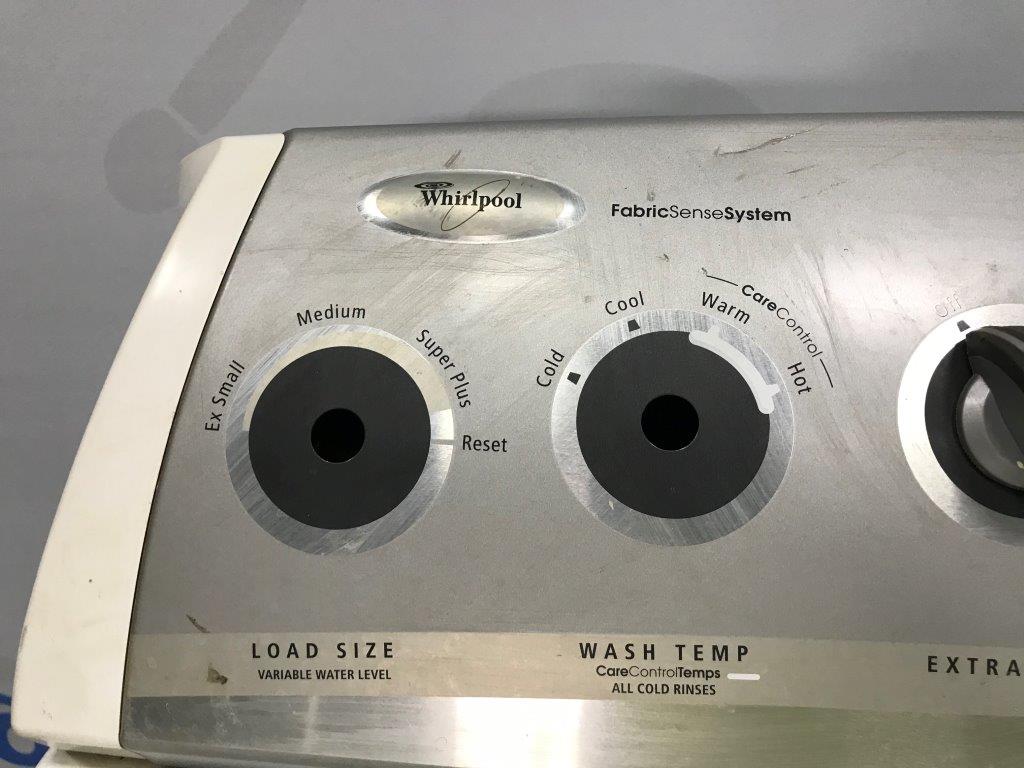 Whirlpool
FabricSenseSystem
Medium
Ex Small
Super Plus
Reset
Cool
Warm
Cold
Hot
CareControl
Off
LOAD SIZE
VARIABLE WATER LEVEL
WASH TEMP
CareControlTemps
ALL COLD RINSES
EXTRA